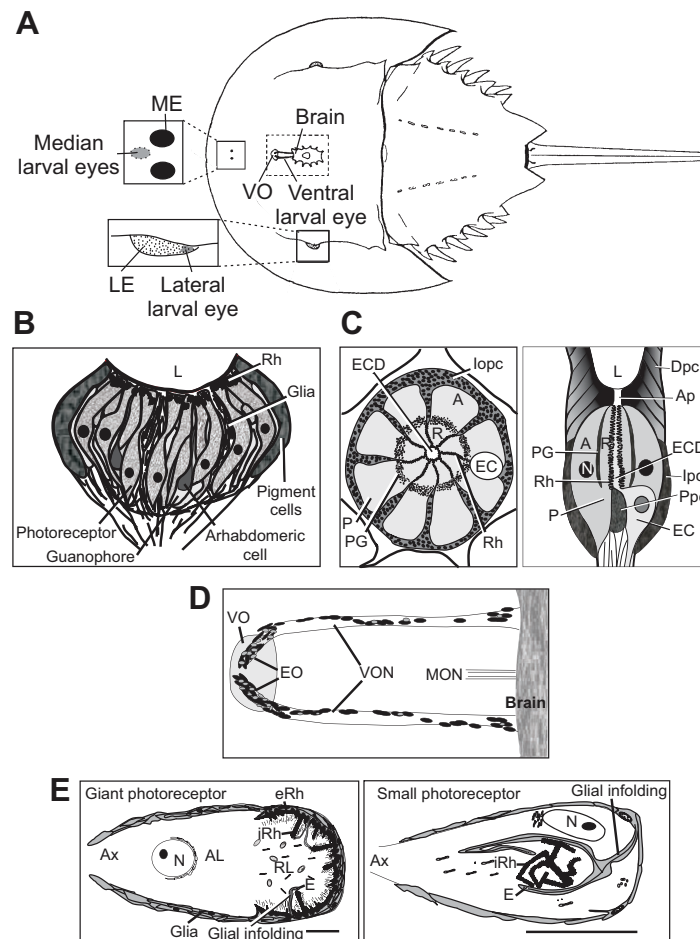 A
ME
Median
larval eyes
Brain
VO
Ventral
larval eye
LE
Lateral
larval eye
B
L
Rh
Glia
Pigment
cells
Photoreceptor
Guanophore
Arhabdomeric
cell
C
ECD
Iopc
A
R
EC
P
PG
Rh
L
Dpc
Ap
A
R
PG
N
ECD
Rh
P
EC
D
VO
EO
VON
MON
Brain
E
Giant photoreceptor
eRh
iRh
Ax
N
AL
RL
E
Glia
Glial infolding
Small photoreceptor
Glial infolding
N
Ax
iRh
E